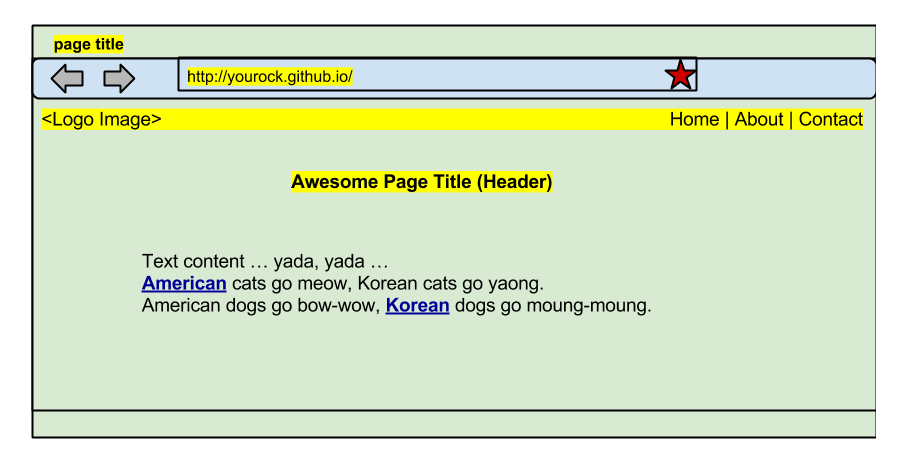 page title
http://yourock.github.io/
<Logo Image> Home | About | Contact
Awesome Page Title (Header)
Text content … yada, yada …
American cats go meow, Korean cats go yaong.
American dogs go bow-wow, Korean dogs go moung-moung.